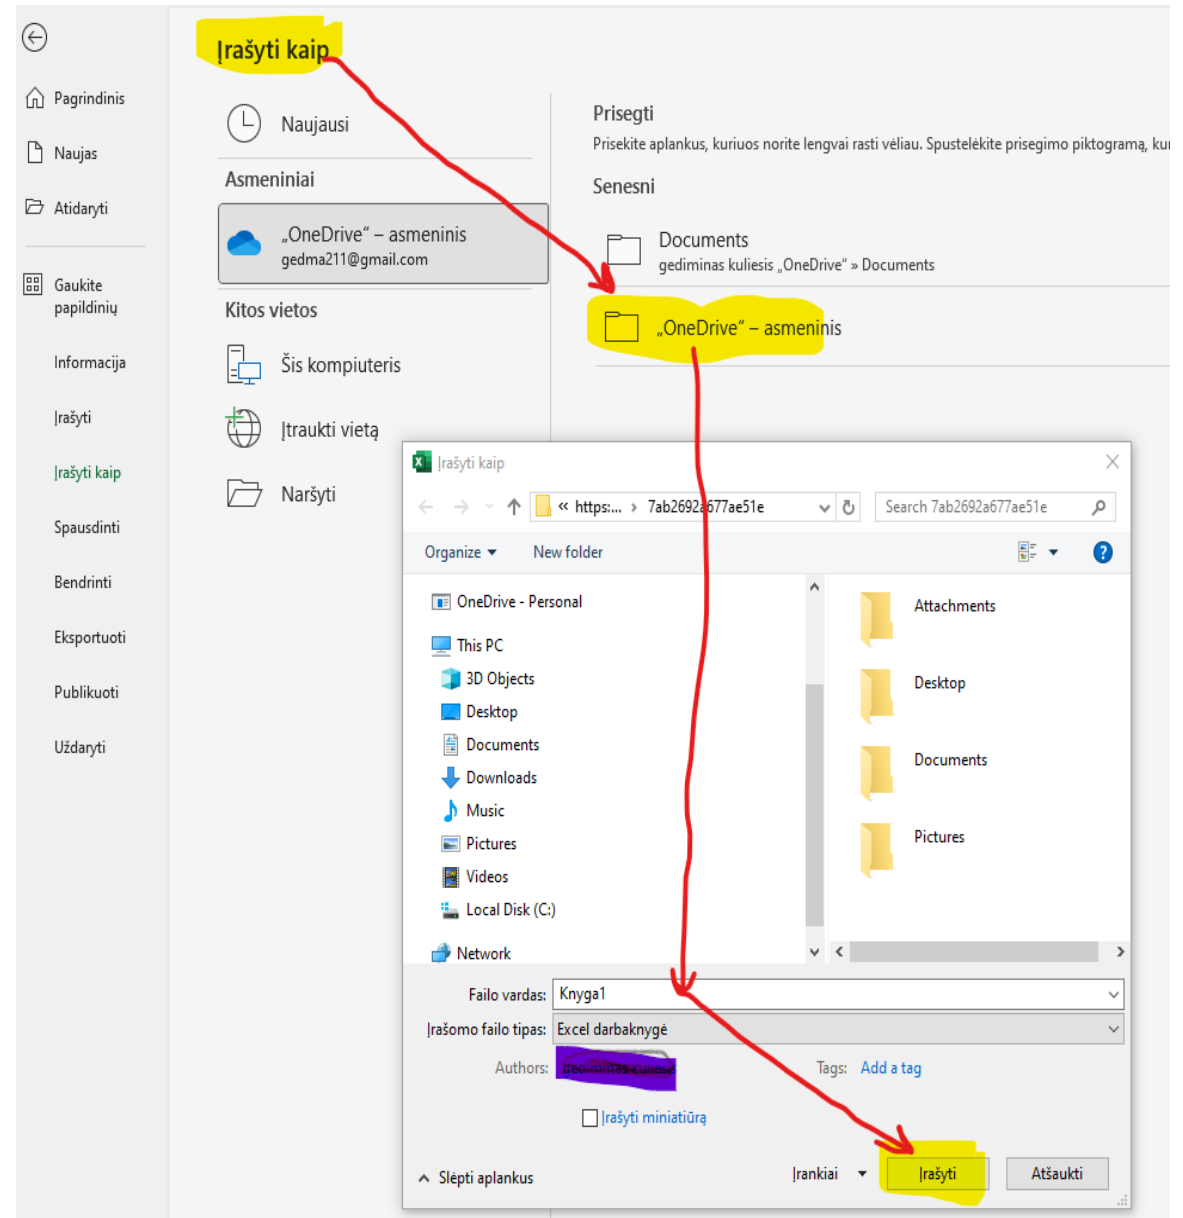 Įrašyti kaip
Pagrindinis
Naujas
Atidaryti
Gaukite
papildinių
Informacija
Įrašyti
Įrašyti kaip
Spausdinti
Bendrinti
Eksportuoti
Publikuoti
Uždaryti
Naujausi
Asmeniniai
„OneDrive“ – asmeninis
gedma211@gmail.com
Kitos vietos
Šis kompiuteris
Įtraukti vietą
Naršyti
Prisegti
Prisekite aplankus, kuriuos norite lengvai rasti vėliau. Spustelėkite prisegimo piktogramą, kur
Senesni
Documents
gediminas kuliesis „OneDrive“ » Documents
„OneDrive“ – asmeninis
Įrašyti kaip
« https:... › 7ab2692a677ae51e
Search 7ab2692a677ae51e
Organize
New folder
OneDrive - Personal
This PC
3D Objects
Desktop
Documents
Downloads
Music
Pictures
Videos
Local Disk (C:)
Network
Attachments
Desktop
Documents
Pictures
Failo vardas: Knyga1
Įrašomo failo tipas: Excel darbaknygė
Authors:
Tags: Add a tag
Įrašyti miniatiūrą
Slėpti aplankus
Įrankiai
Įrašyti
Atšaukti